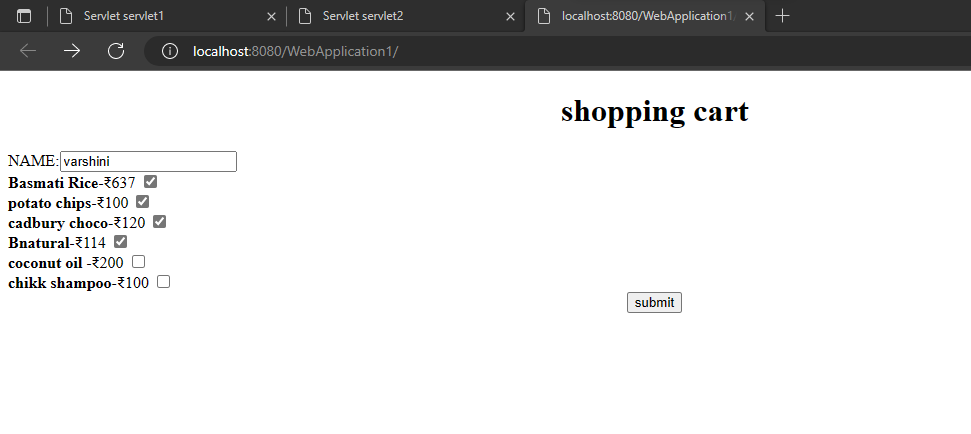 Servlet servlet1
Servlet servlet2
localhost:8080/WebApplication1/
localhost:8080/WebApplication1/
shopping cart
NAME: varshini
Basmati Rice-₹637
potato chips-₹100
cadbury choco-₹120
Bnatural-₹114
coconut oil -₹200
chikk shampoo-₹100
submit